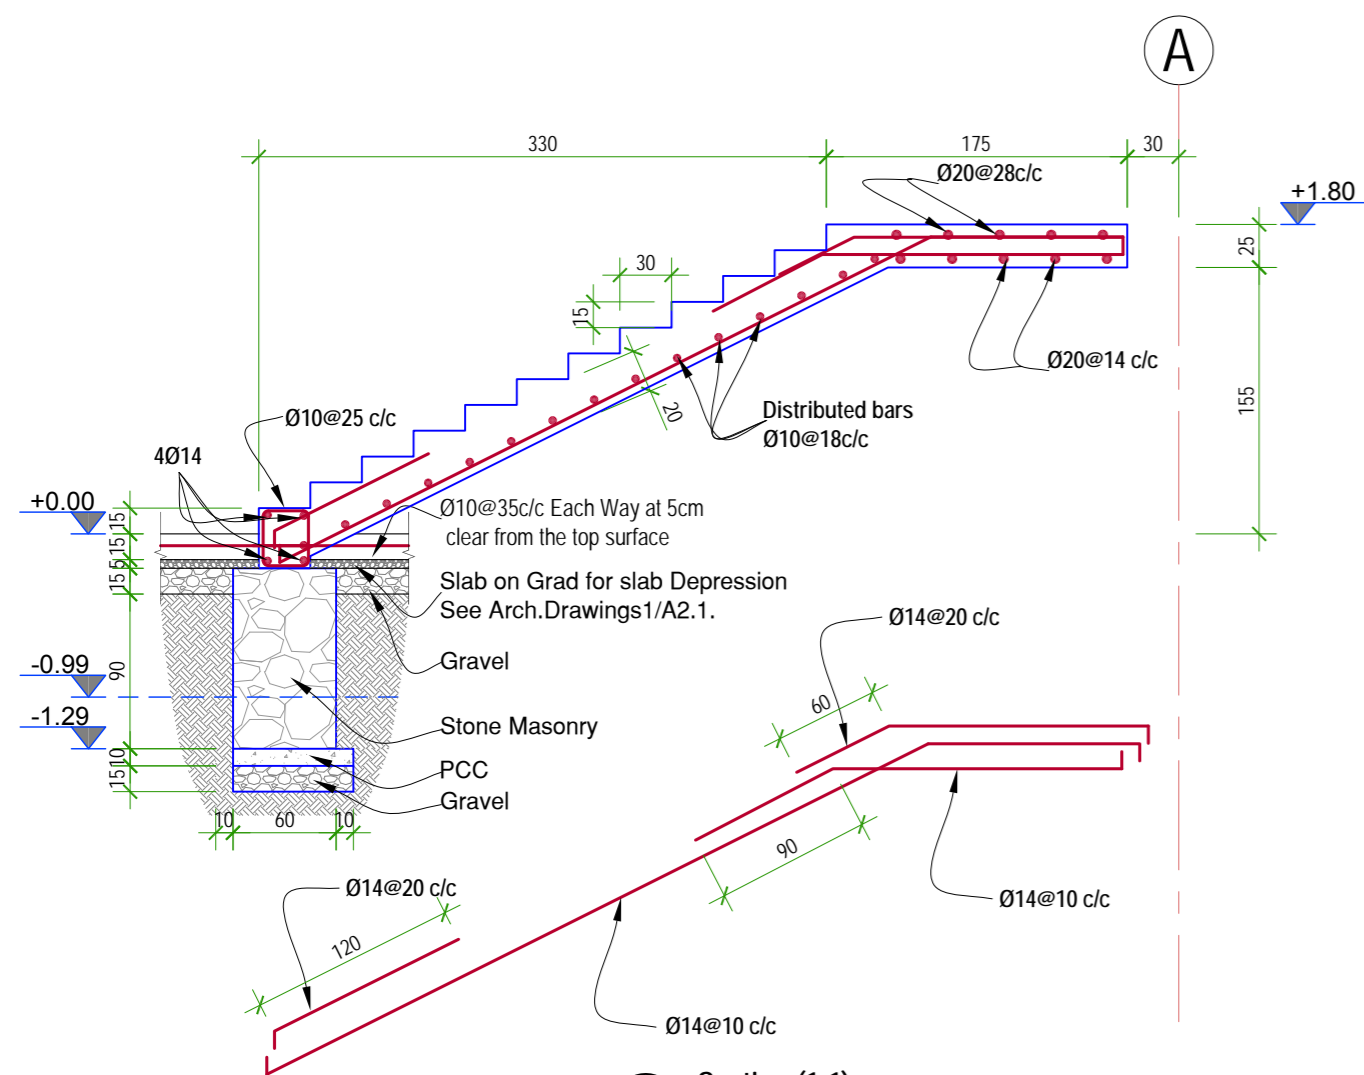 A
330
175
30
Ø20@28c/c
+1.80
25
30
15
155
Ø20@14 c/c
20
Distributed bars
Ø10@18c/c
Ø10@25 c/c
4Ø14
+0.00
15
15
5
15
Ø10@35c/c Each Way at 5cm
clear from the top surface
Slab on Grad for slab Depression
See Arch.Drawings1/A2.1.
Ø14@20 c/c
Gravel
-0.99
90
60
-1.29
Stone Masonry
10
PCC
15
Gravel
10
60
10
90
Ø14@20 c/c
Ø14@10 c/c
120
Ø14@10 c/c
Section (1-1)